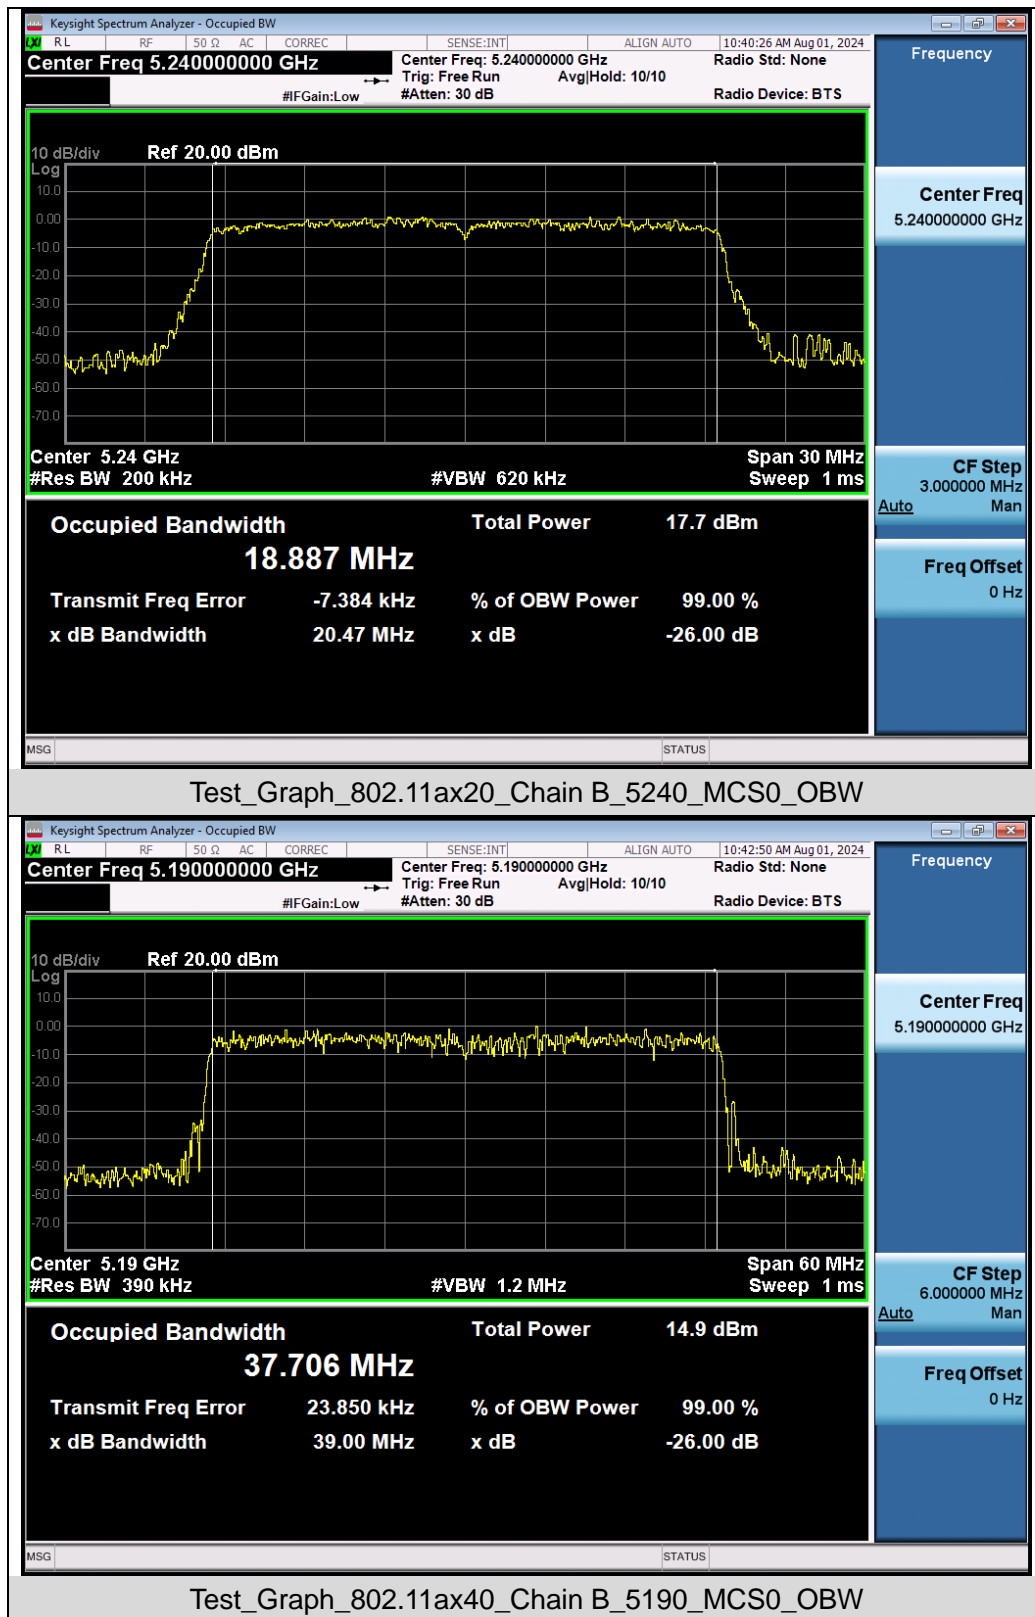 Keysight Spectrum Analyzer - Occupied BW
LXI RL RF 50 Ω AC CORREC SENSE:INT ALIGN AUTO 10:40:26 AM Aug 01, 2024
Center Freq 5.240000000 GHz Center Freq: 5.240000000 GHz Radio Std: None Frequency
Trig: Free Run Avg|Hold: 10/10
#IFGain:Low #Atten: 30 dB Radio Device: BTS
10 dB/div Ref 20.00 dBm
Log
10.0
0.00
-10.0
-20.0
-30.0
-40.0
-50.0
-60.0
-70.0
Center Freq
5.240000000 GHz
Center 5.24 GHz Span 30 MHz
#Res BW 200 kHz #VBW 620 kHz Sweep 1 ms
CF Step
3.000000 MHz
Auto Man
Freq Offset
0 Hz
Occupied Bandwidth Total Power 17.7 dBm
18.887 MHz
Transmit Freq Error -7.384 kHz % of OBW Power 99.00 %
x dB Bandwidth 20.47 MHz x dB -26.00 dB
MSG STATUS
Test_Graph_802.11ax20_Chain B_5240_MCS0_OBW
Keysight Spectrum Analyzer - Occupied BW
LXI RL RF 50 Ω AC CORREC SENSE:INT ALIGN AUTO 10:42:50 AM Aug 01, 2024
Center Freq 5.190000000 GHz Center Freq: 5.190000000 GHz Radio Std: None Frequency
Trig: Free Run Avg|Hold: 10/10
#IFGain:Low #Atten: 30 dB Radio Device: BTS
10 dB/div Ref 20.00 dBm
Log
10.0
0.00
-10.0
-20.0
-30.0
-40.0
-50.0
-60.0
-70.0
Center Freq
5.190000000 GHz
Center 5.19 GHz Span 60 MHz
#Res BW 390 kHz #VBW 1.2 MHz Sweep 1 ms
CF Step
6.000000 MHz
Auto Man
Freq Offset
0 Hz
Occupied Bandwidth Total Power 14.9 dBm
37.706 MHz
Transmit Freq Error 23.850 kHz % of OBW Power 99.00 %
x dB Bandwidth 39.00 MHz x dB -26.00 dB
MSG STATUS
Test_Graph_802.11ax40_Chain B_5190_MCS0_OBW